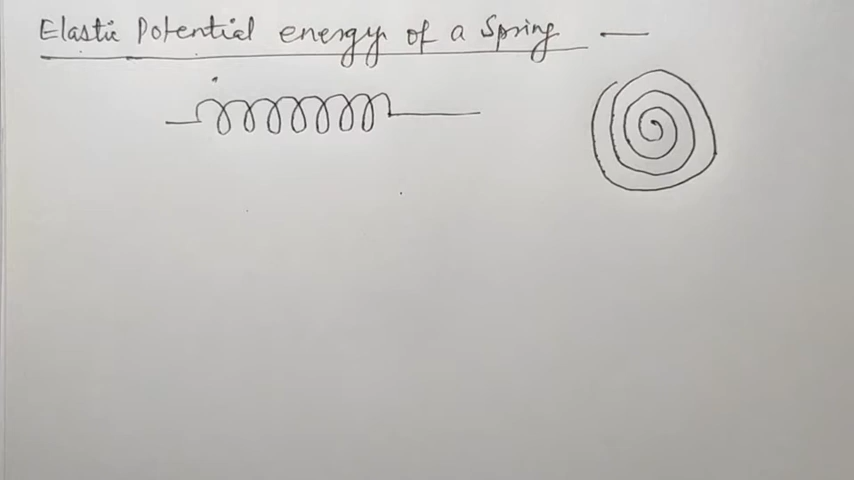 Elastic Potential energy of a Spring —